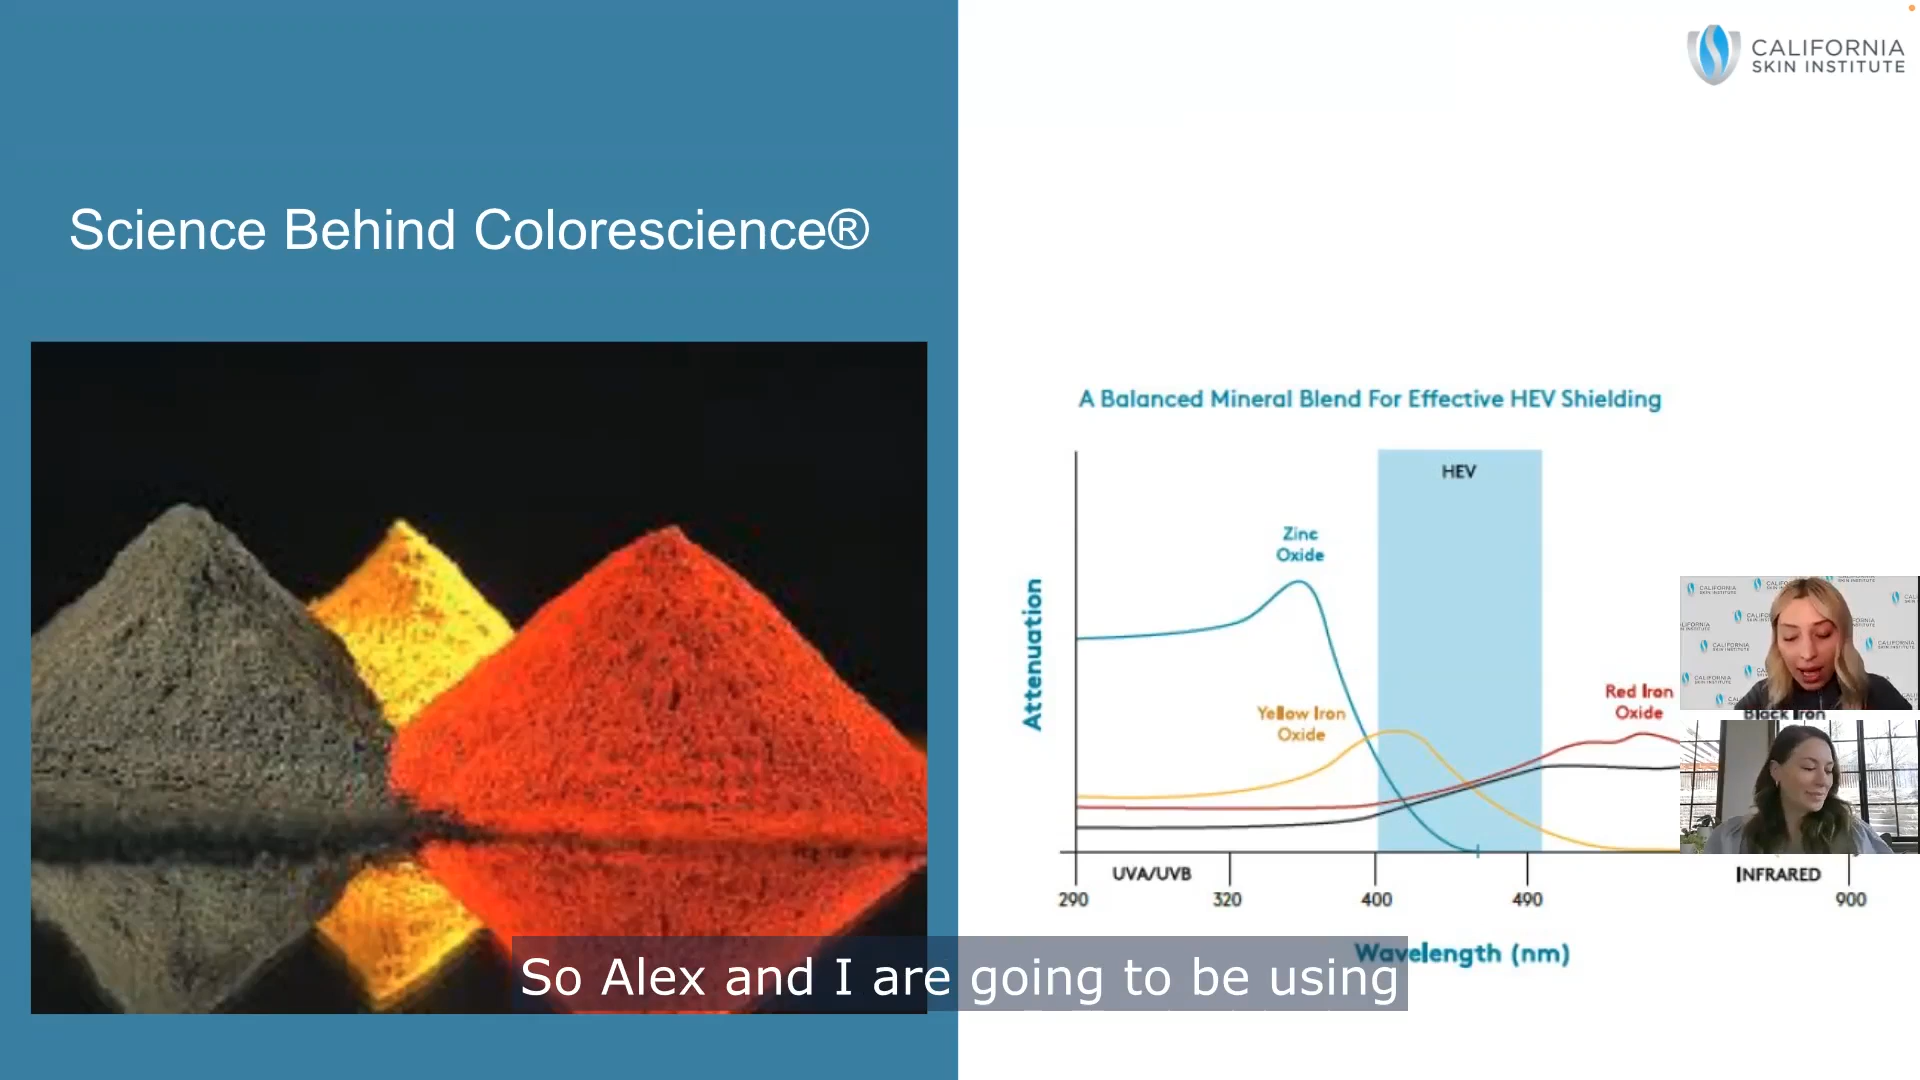 CALIFORNIA
SKIN INSTITUTE
Science Behind Colorescience®
A Balanced Mineral Blend For Effective HEV Shielding
HEV
Zinc
Oxide
Attenuation
Yellow Iron
Oxide
Red Iron
Oxide
Black Iron
UVA/UVB
INFRARED
290
320
400
490
900
Wavelength (nm)
So Alex and I are going to be using